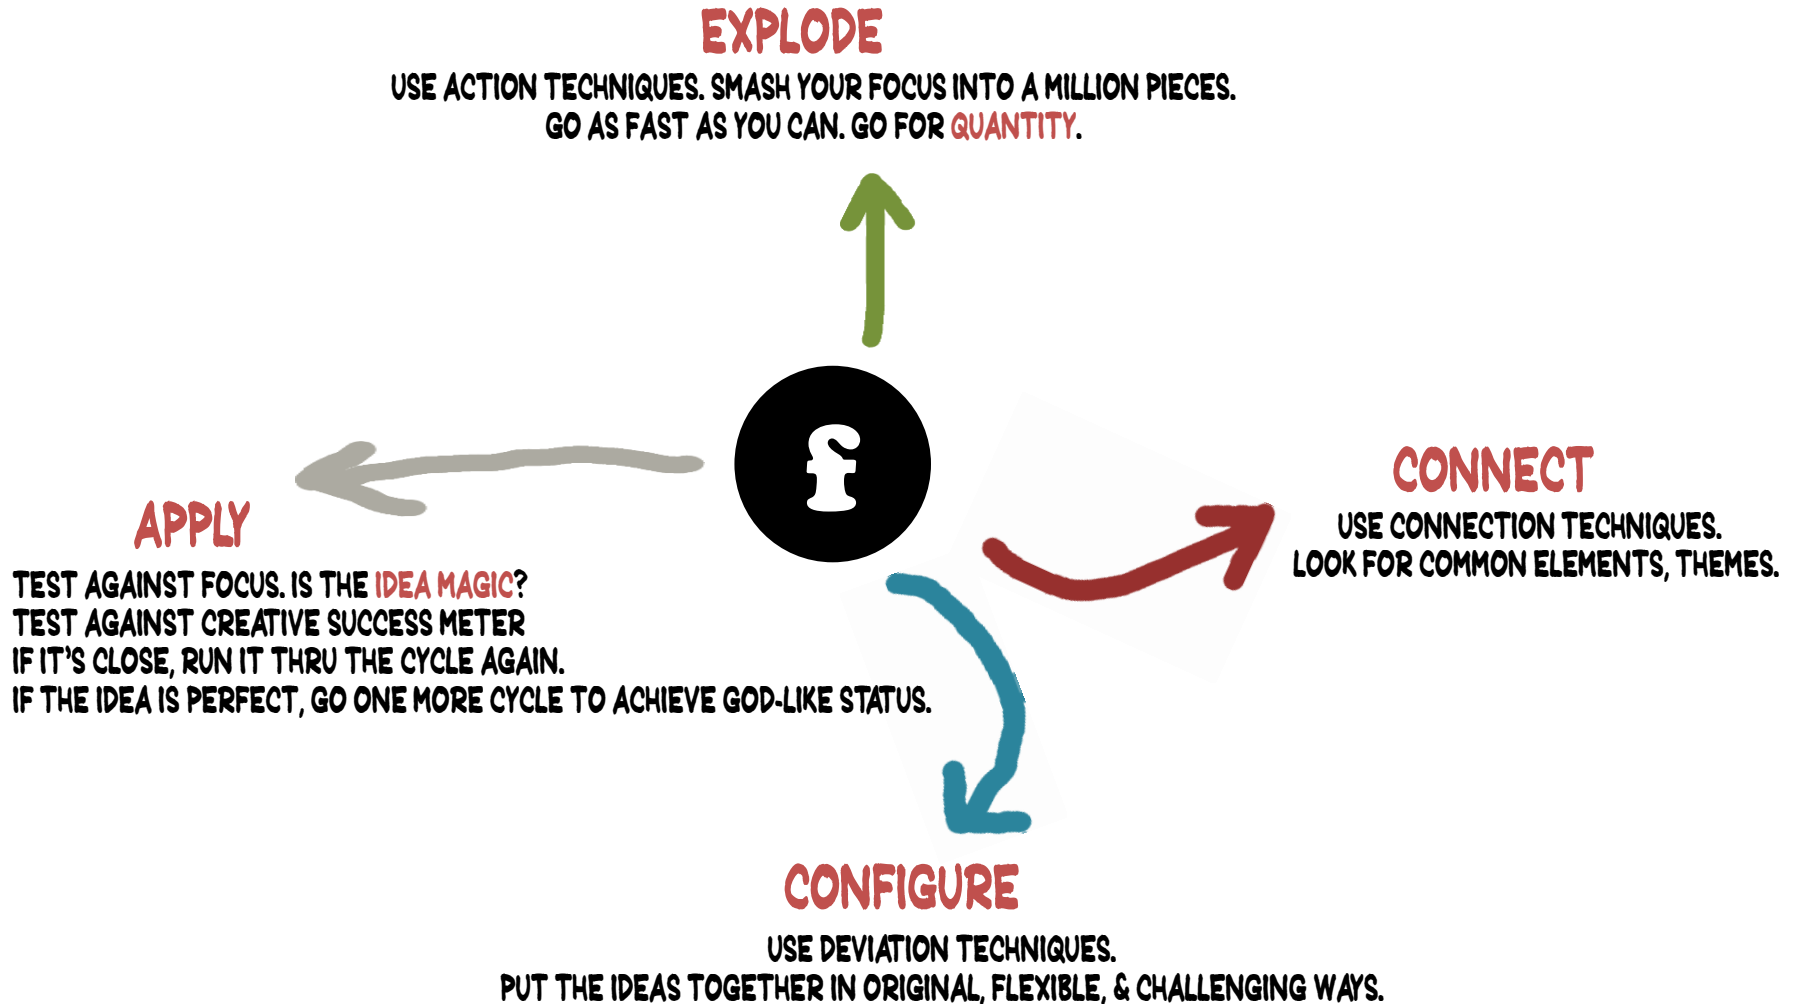 EXPLODE
USE ACTION TECHNIQUES. SMASH YOUR FOCUS INTO A MILLION PIECES.
GO AS FAST AS YOU CAN. GO FOR QUANTITY.
f
CONNECT
USE CONNECTION TECHNIQUES.
LOOK FOR COMMON ELEMENTS, THEMES.
APPLY
TEST AGAINST FOCUS. IS THE IDEA MAGIC?
TEST AGAINST CREATIVE SUCCESS METER
IF IT'S CLOSE, RUN IT THRU THE CYCLE AGAIN.
IF THE IDEA IS PERFECT, GO ONE MORE CYCLE TO ACHIEVE GOD-LIKE STATUS.
CONFIGURE
USE DEVIATION TECHNIQUES.
PUT THE IDEAS TOGETHER IN ORIGINAL, FLEXIBLE, & CHALLENGING WAYS.